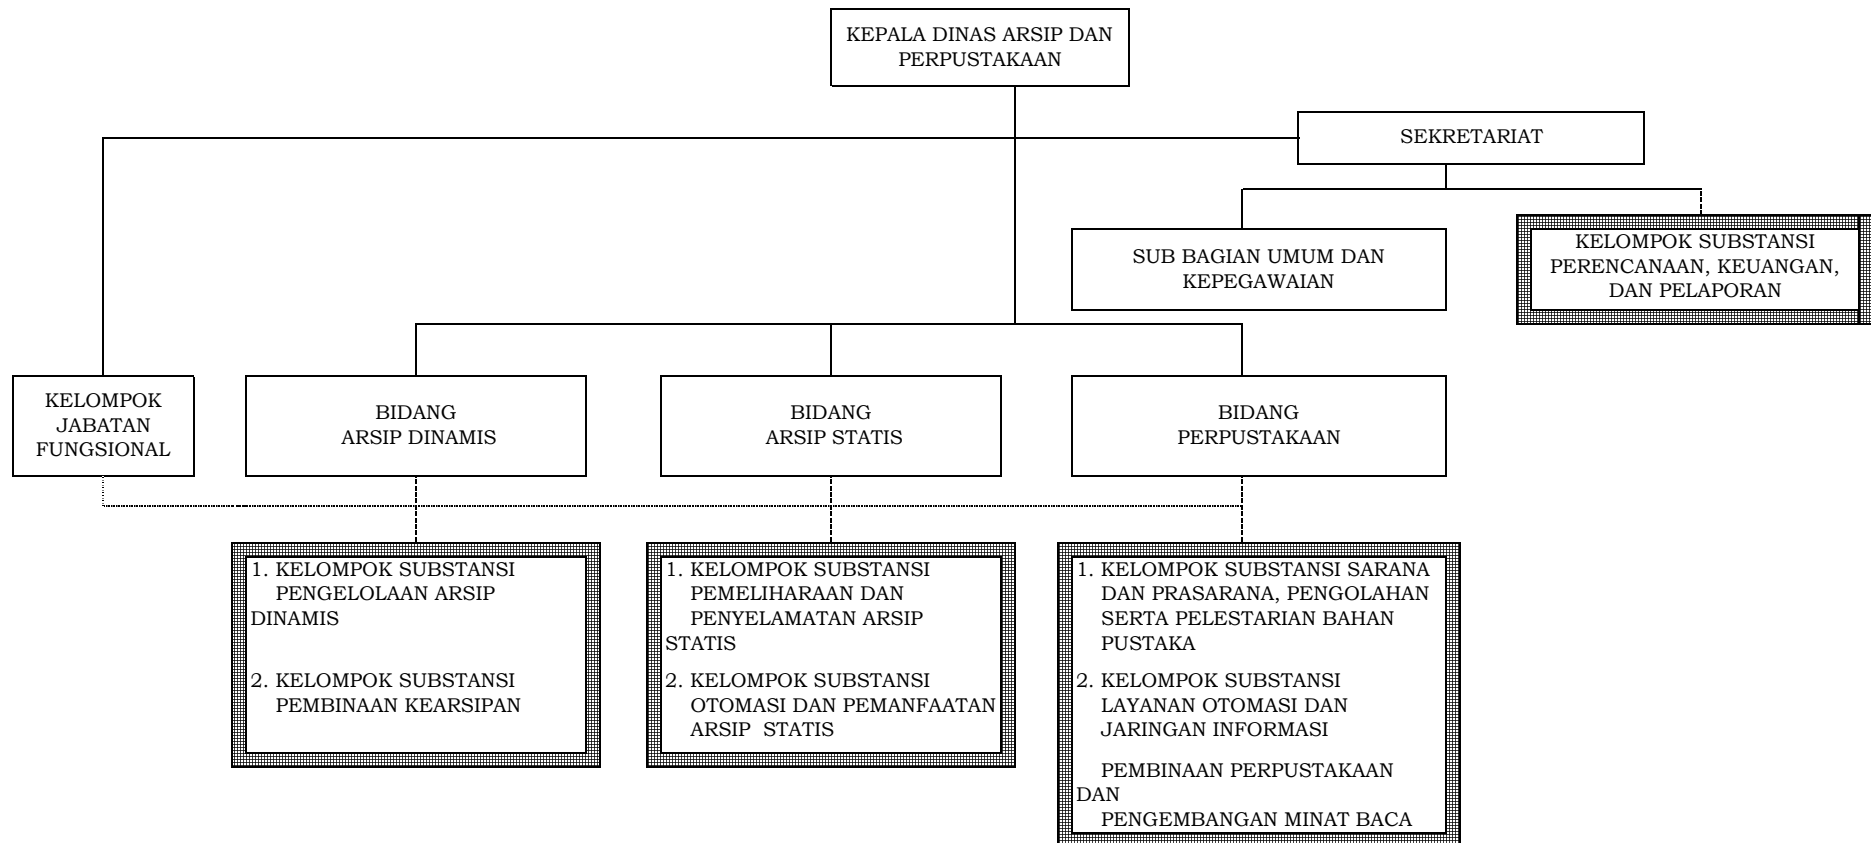 KEPALA DINAS ARSIP DAN
PERPUSTAKAAN
SEKRETARIAT
SUB BAGIAN UMUM DAN
KEPEGAWAIAN
KELOMPOK SUBSTANSI
PERENCANAAN, KEUANGAN,
DAN PELAPORAN
KELOMPOK
JABATAN
FUNGSIONAL
BIDANG
ARSIP DINAMIS
BIDANG
ARSIP STATIS
BIDANG
PERPUSTAKAAN
1. KELOMPOK SUBSTANSI
PENGELOLAAN ARSIP
DINAMIS
2. KELOMPOK SUBSTANSI
PEMBINAAN KEARSIPAN
1. KELOMPOK SUBSTANSI
PEMELIHARAAN DAN
PENYELAMATAN ARSIP
STATIS
2. KELOMPOK SUBSTANSI
OTOMASI DAN PEMANFAATAN
ARSIP STATIS
1. KELOMPOK SUBSTANSI SARANA
DAN PRASARANA, PENGOLAHAN
SERTA PELESTARIAN BAHAN
PUSTAKA
2. KELOMPOK SUBSTANSI
LAYANAN OTOMASI DAN
JARINGAN INFORMASI
PEMBINAAN PERPUSTAKAAN
DAN
PENGEMBANGAN MINAT BACA